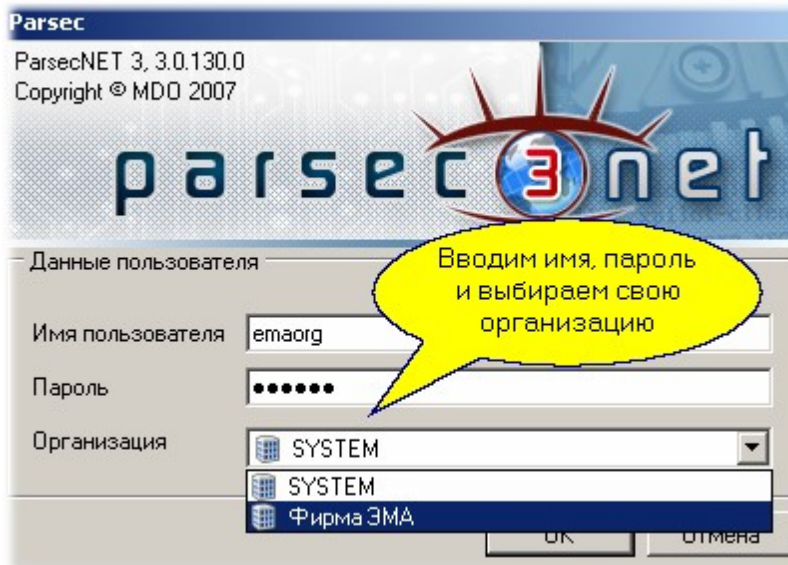 Parsec
ParsecNET 3, 3.0.130.0
Copyright © MDO 2007
parsec 3 net
Данные пользователя
Вводим имя, пароль
и выбираем свою
организацию
Имя пользователя emaorg
Пароль ••••••
Организация SYSTEM
SYSTEM
Фирма ЭМА
OK Отмена